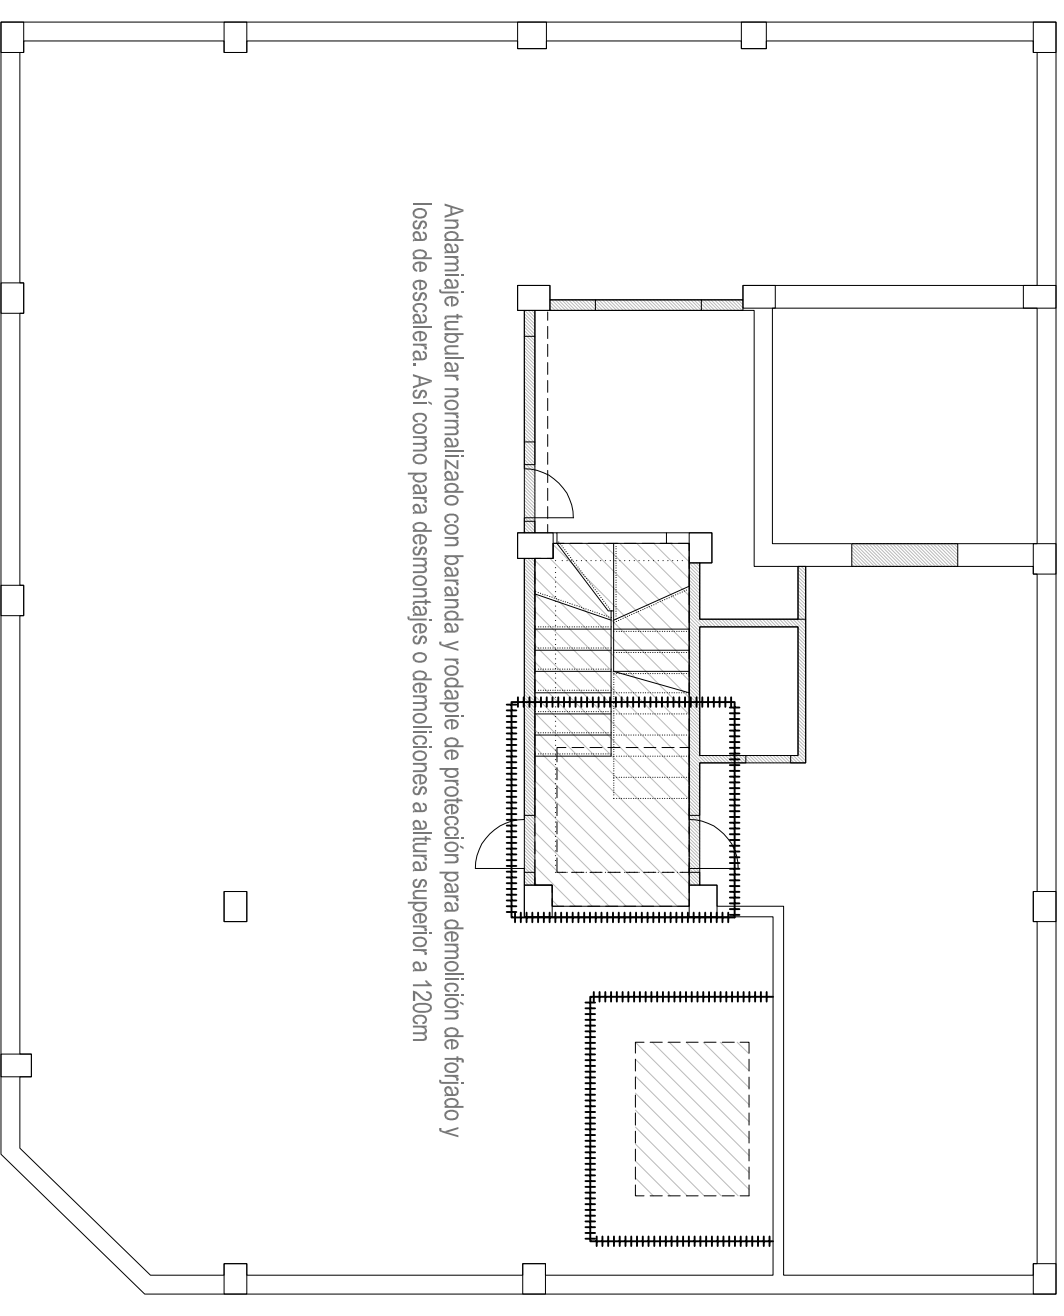 Andamiaje tubular normalizado con baranda y rodapie de protección para demolición de forjado y
losa de escalera. Así como para desmontajes o demoliciones a altura superior a 120cm